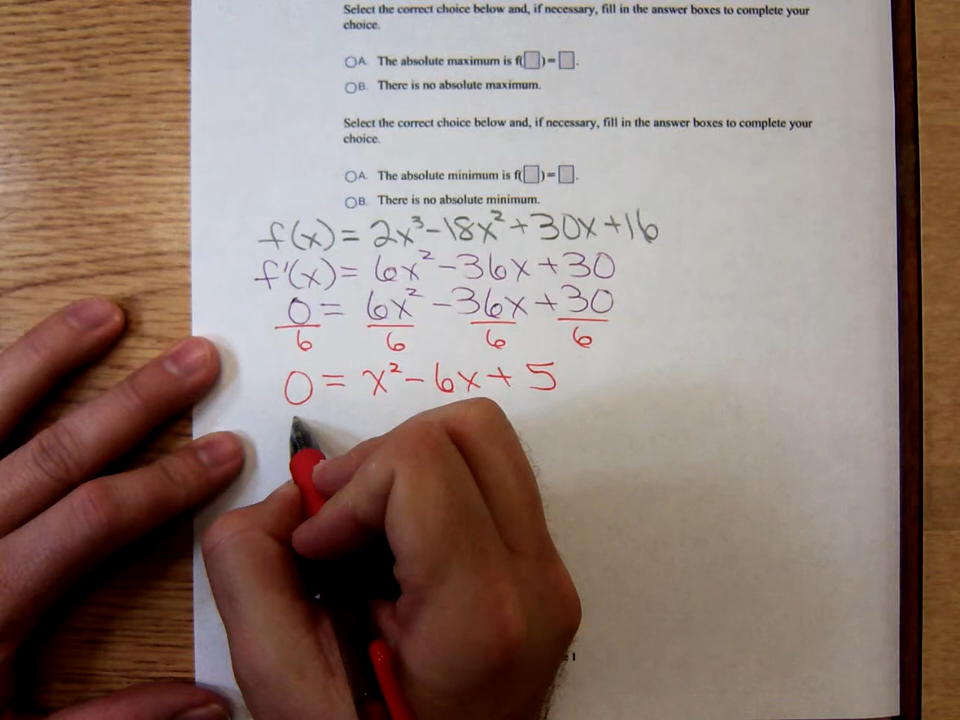 Select the correct choice below and, if necessary, fill in the answer boxes to complete your
choice.
A. The absolute maximum is f( )= .
B. There is no absolute maximum.
Select the correct choice below and, if necessary, fill in the answer boxes to complete your
choice.
A. The absolute minimum is f( )= .
B. There is no absolute minimum.
f(x) = 2x³-18x²+30x+16
f'(x) = 6x²-36x+30
0 = 6x²-36x+30
6 6 6 6
0 = x²-6x+5
1